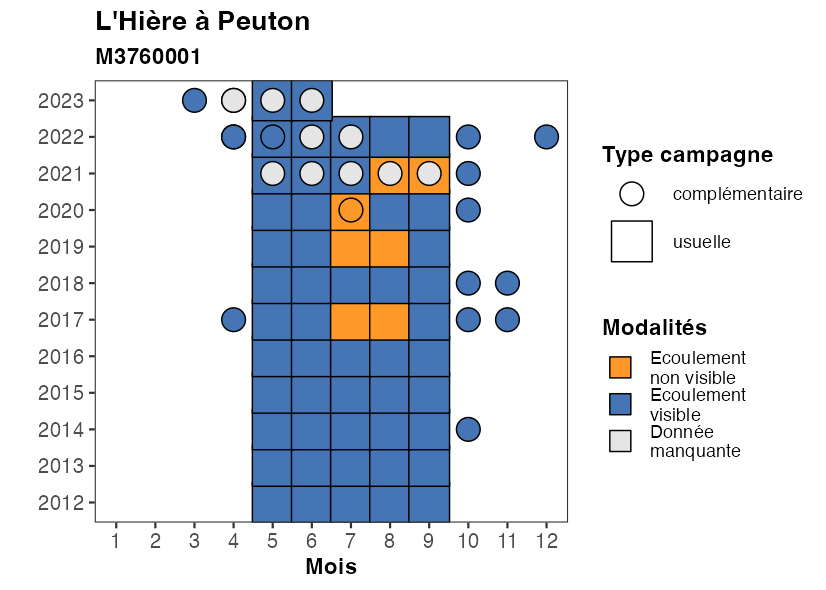 L'Hière à Peuton
M3760001
2023
2022
2021
2020
2019
2018
2017
2016
2015
2014
2013
2012
1 2 3 4 5 6 7 8 9 10 11 12
Mois
Type campagne
complémentaire
usuelle
Modalités
Ecoulement
non visible
Ecoulement
visible
Donnée
manquante